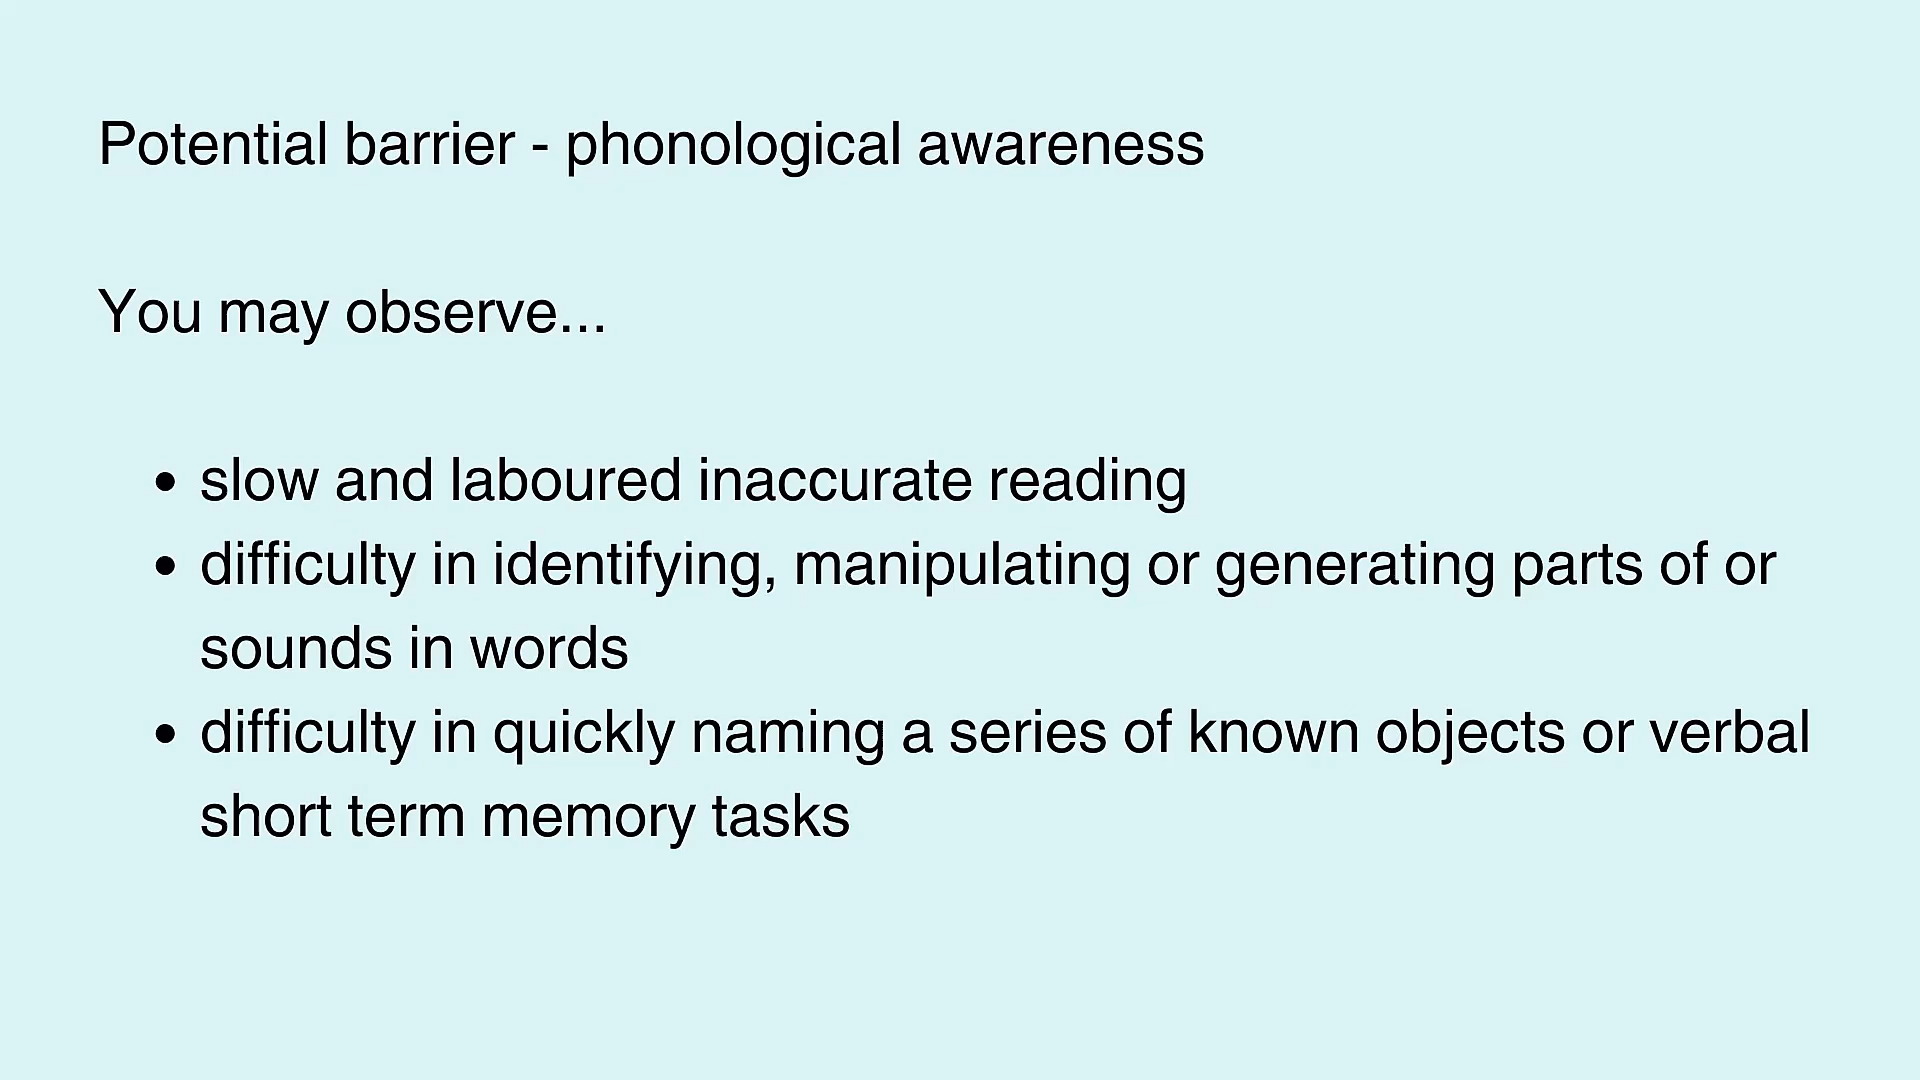 Potential barrier - phonological awareness
You may observe...
• slow and laboured inaccurate reading
• difficulty in identifying, manipulating or generating parts of or
sounds in words
• difficulty in quickly naming a series of known objects or verbal
short term memory tasks